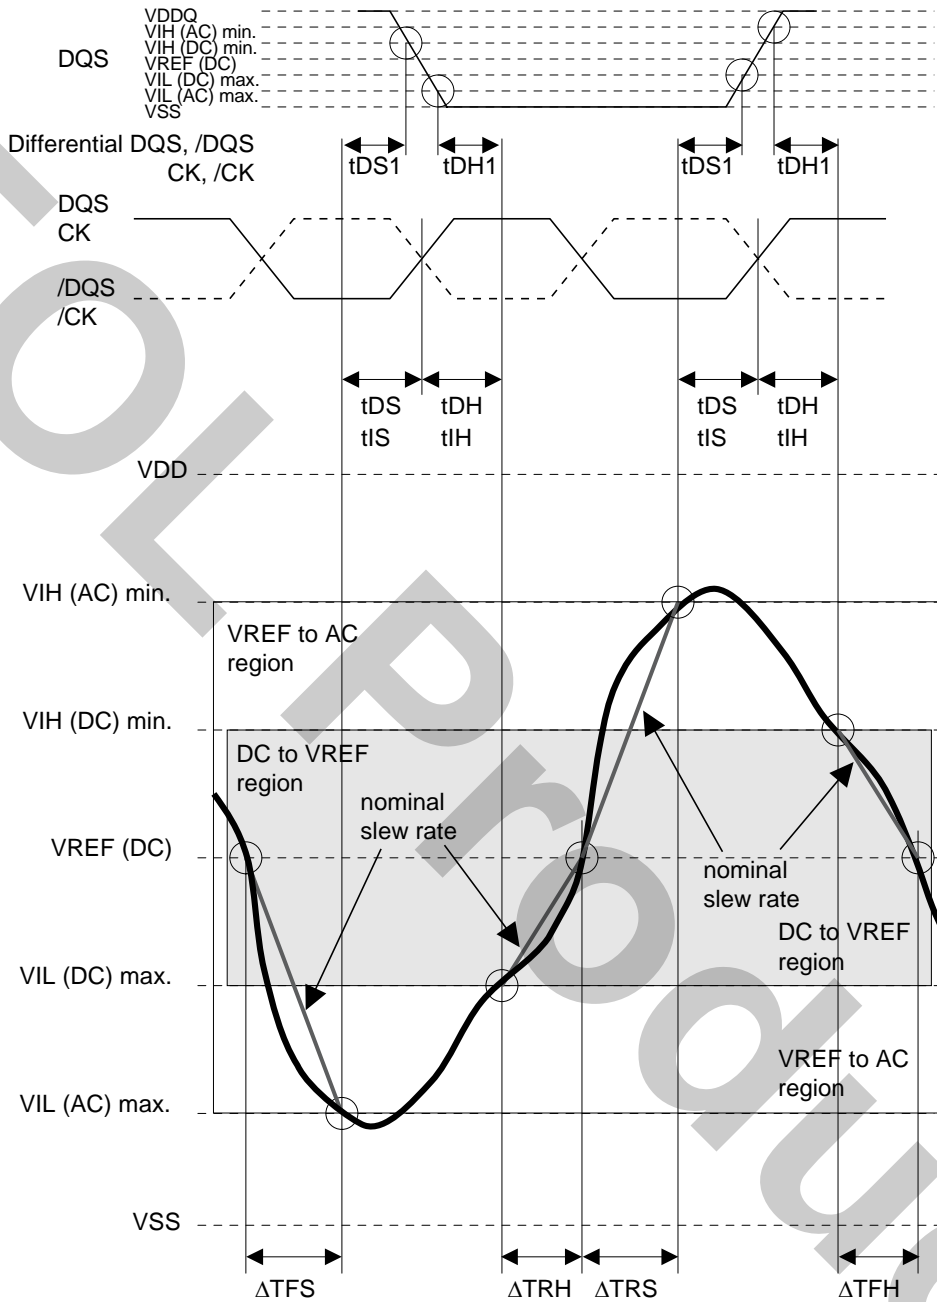 VDDQ
VIH (AC) min.
VIH (DC) min.
VREF (DC)
VIL (DC) max.
VIL (AC) max.
VSS
DQS
Differential DQS, /DQS
CK, /CK
tDS1
tDH1
tDS1
tDH1
DQS
CK
/DQS
/CK
tDS
tIS
tDH
tIH
tDS
tIS
tDH
tIH
VDD
VIH (AC) min.
VREF to AC
region
VIH (DC) min.
DC to VREF
region
nominal
slew rate
VREF (DC)
nominal
slew rate
DC to VREF
region
VIL (DC) max.
VREF to AC
region
VIL (AC) max.
VSS
ΔTFS
ΔTRH
ΔTRS
ΔTFH
OL Produc